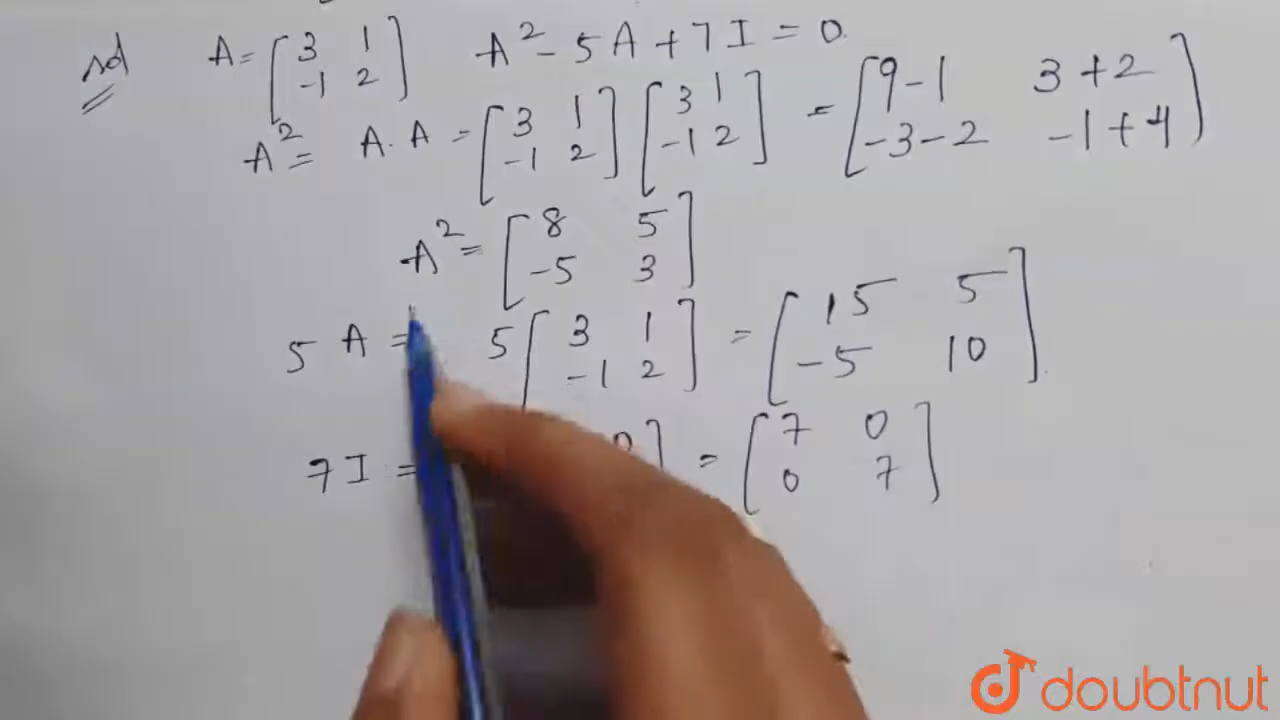 sol A = [3 1; -1 2] A² - 5A + 7I = 0.
A² = A.A = [3 1; -1 2] [3 1; -1 2] = [9-1 3+2; -3-2 -1+4]
A² = [8 5; -5 3]
5A = 5 [3 1; -1 2] = [15 5; -5 10]
7I = 0] = [7 0; 0 7]
doubtnut